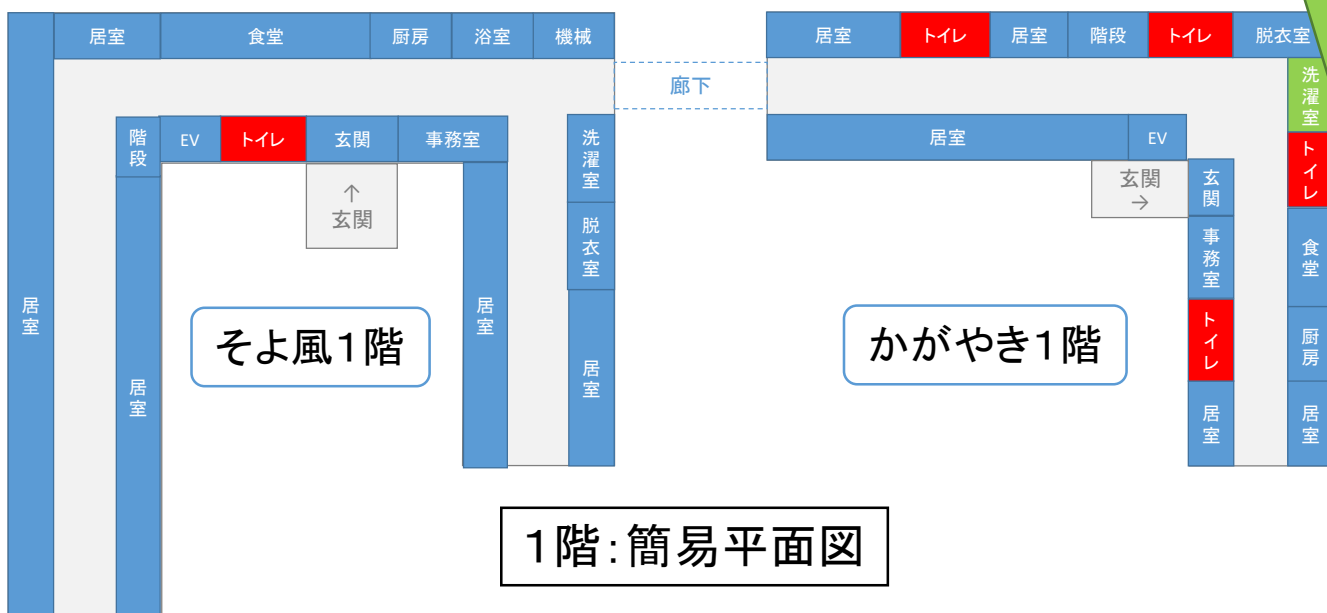 居室
食堂
厨房
浴室
機械
居室
トイレ
居室
階段
トイレ
脱衣室
廊下
洗濯室
階段
EV
トイレ
玄関
事務室
洗濯室
居室
EV
トイレ
↑
玄関
玄関
→
玄関
脱衣室
事務室
食堂
居室
居室
そよ風1階
かがやき1階
トイレ
厨房
居室
居室
居室
居室
1階:簡易平面図